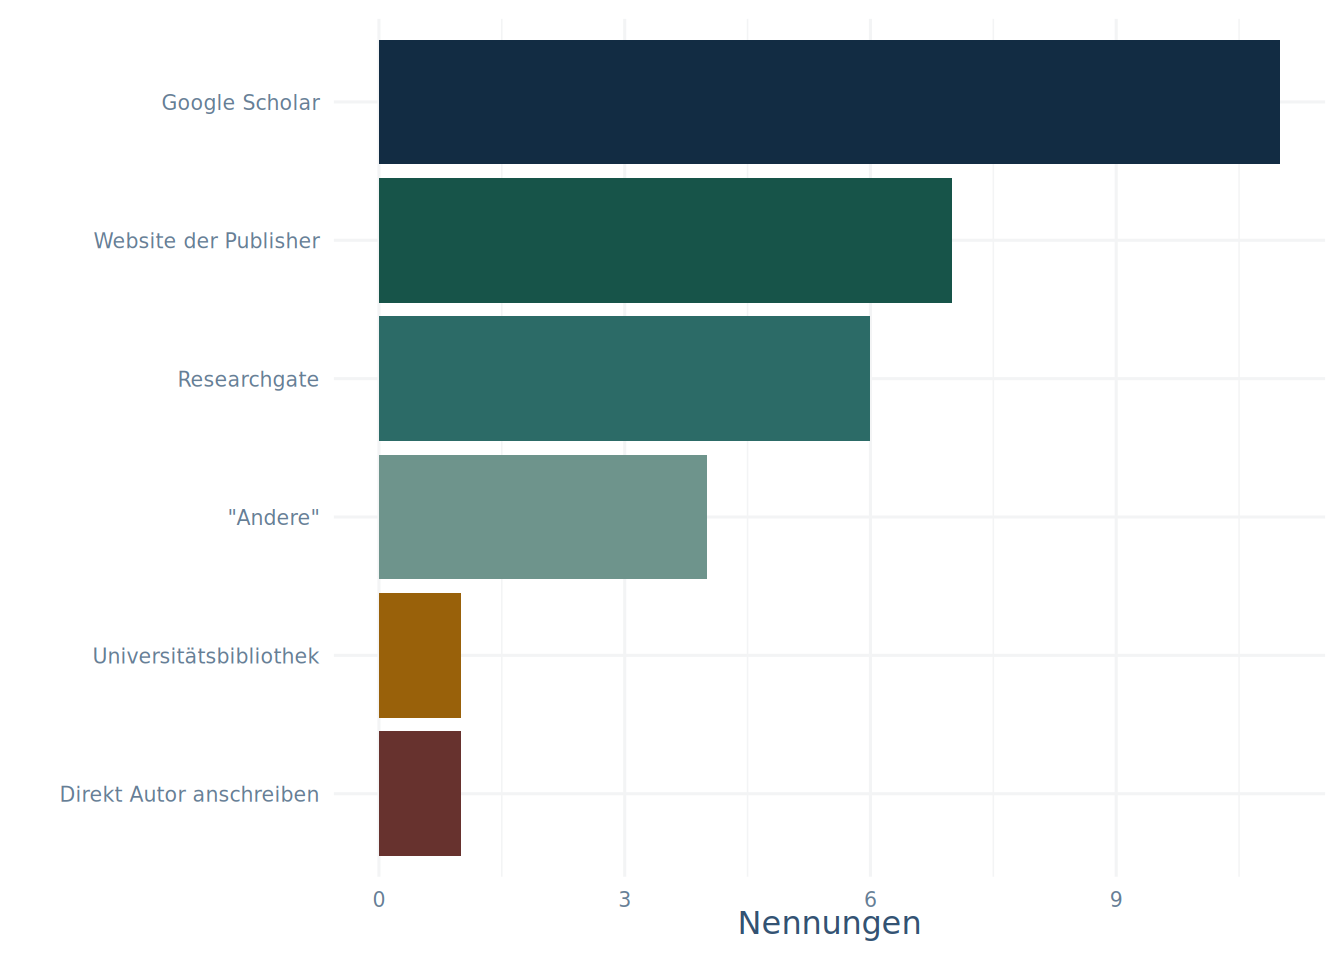 Google Scholar
Website der Publisher
Researchgate
"Andere"
Universitätsbibliothek
Direkt Autor anschreiben
0 3 6 9
Nennungen